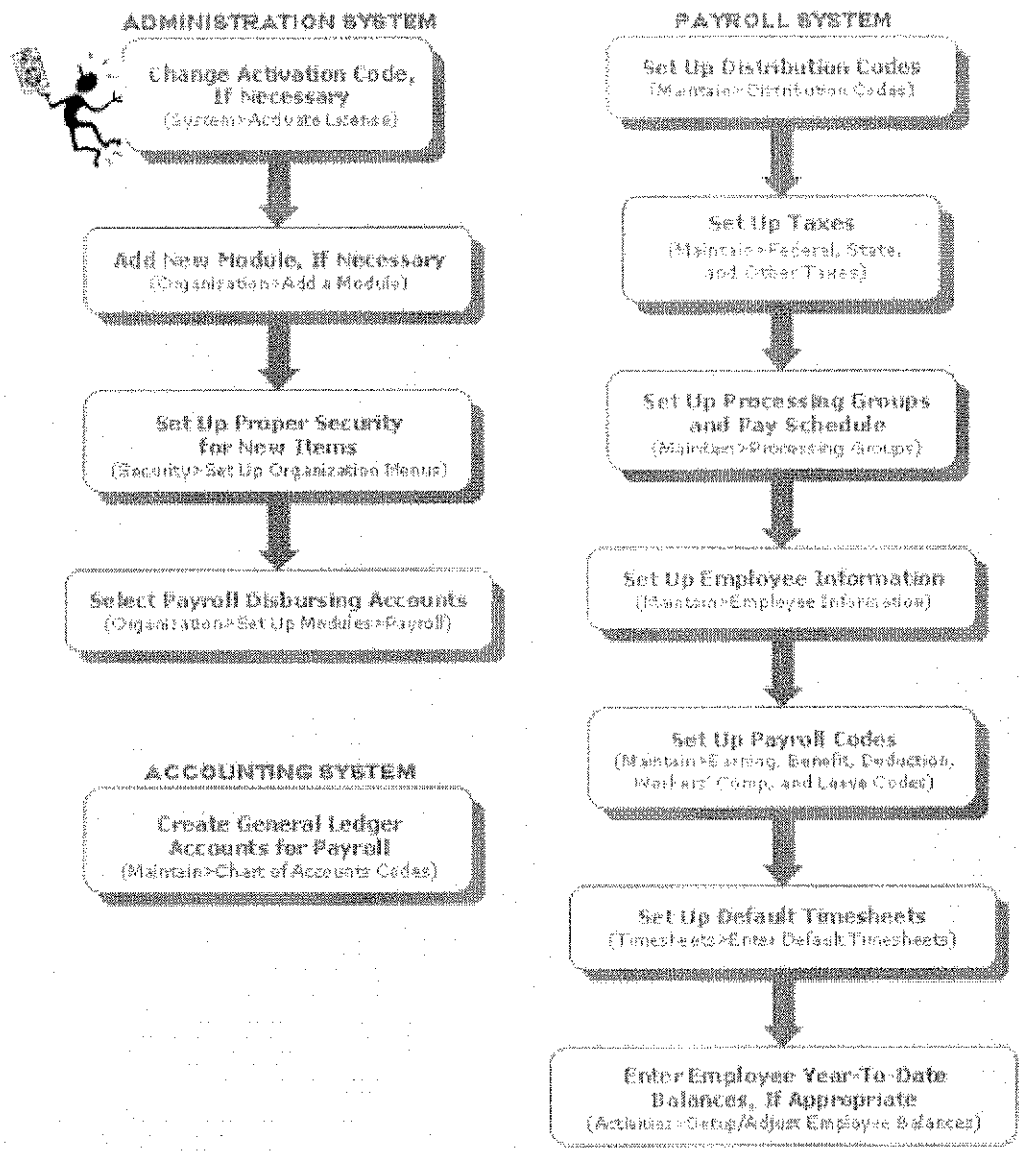 ADMINISTRATION SYSTEM
Change Activation Code,
If Necessary
(System>Activate License)
Add New Module, If Necessary
(Organization>Add a Module)
Set Up Proper Security
for New Items
(Security>Set Up Organization Menus)
Select Payroll Disbursing Accounts
(Organization>Set Up Modules>Payroll)
ACCOUNTING SYSTEM
Create General Ledger
Accounts for Payroll
(Maintain>Chart of Accounts Codes)
PAYROLL SYSTEM
Set Up Distribution Codes
(Maintain>Distribution Codes)
Set Up Taxes
(Maintain>Federal, State,
and Other Taxes)
Set Up Processing Groups
and Pay Schedule
(Maintain>Processing Groups)
Set Up Employee Information
(Maintain>Employee Information)
Set Up Payroll Codes
(Maintain>Earning, Benefit, Deduction,
Workers' Comp, and Leave Codes)
Set Up Default Timesheets
(Timesheets>Enter Default Timesheets)
Enter Employee Year-To-Date
Balances, If Appropriate
(Activities>Setup/Adjust Employee Balances)